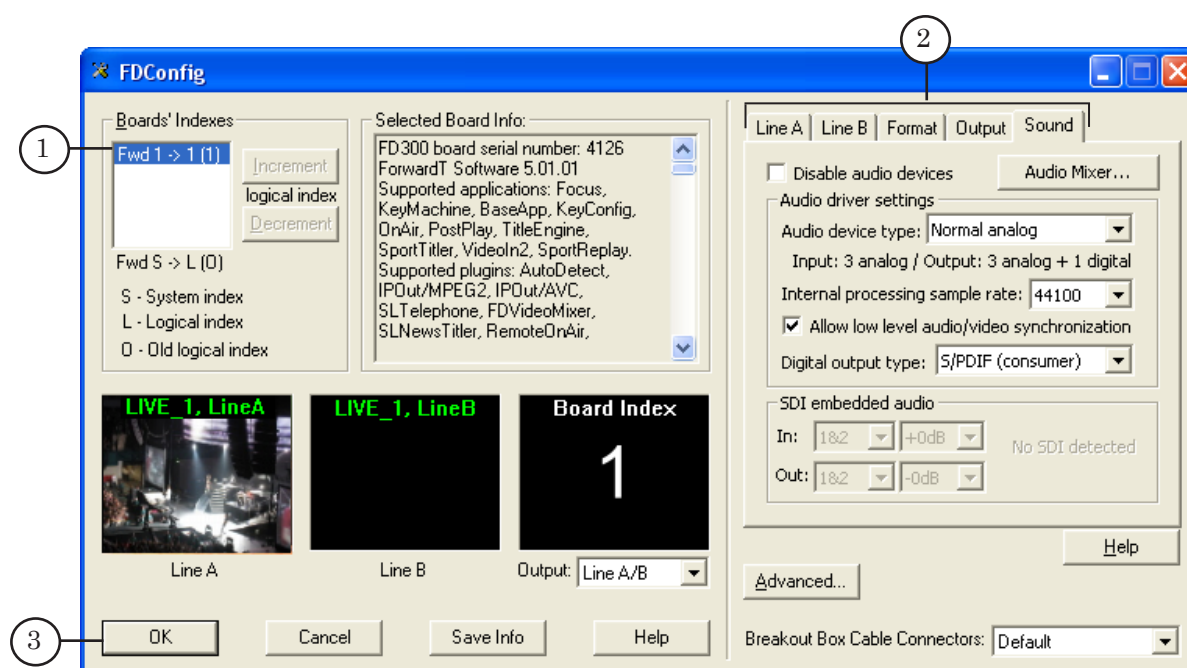 2
FDConfig
1
Boards' Indexes
Fwd 1 -> 1 (1)
Increment
logical index
Decrement
Fwd S -> L (O)
S - System index
L - Logical index
O - Old logical index
Selected Board Info:
FD300 board serial number: 4126
ForwardT Software 5.01.01
Supported applications: Focus,
KeyMachine, BaseApp, KeyConfig,
OnAir, PostPlay, TitleEngine,
SportTitler, VideoIn2, SportReplay.
Supported plugins: AutoDetect,
IPOut/MPEG2, IPOut/AVC,
SLTelephone, FDVideoMixer,
SLNewsTitler, RemoteOnAir,
LIVE_1, LineA
LIVE_1, LineB
Board Index
1
Line A
Line B
Output: Line A/B
3
OK
Cancel
Save Info
Help
Line A
Line B
Format
Output
Sound
Disable audio devices
Audio Mixer...
Audio driver settings
Audio device type: Normal analog
Input: 3 analog / Output: 3 analog + 1 digital
Internal processing sample rate: 44100
Allow low level audio/video synchronization
Digital output type: S/PDIF (consumer)
SDI embedded audio
In: 1&2 +0dB
No SDI detected
Out: 1&2 -0dB
Help
Advanced...
Breakout Box Cable Connectors: Default